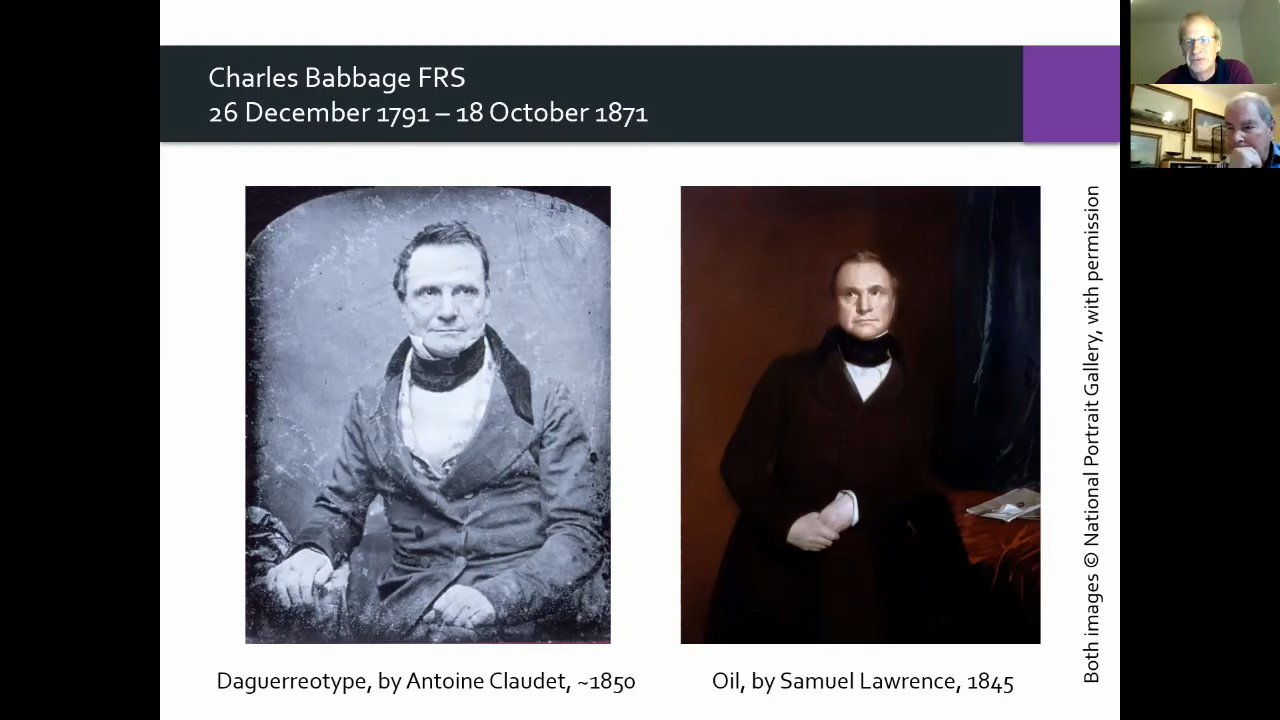 Charles Babbage FRS
26 December 1791 – 18 October 1871
Daguerreotype, by Antoine Claudet, ~1850
Oil, by Samuel Lawrence, 1845
Both images © National Portrait Gallery, with permission